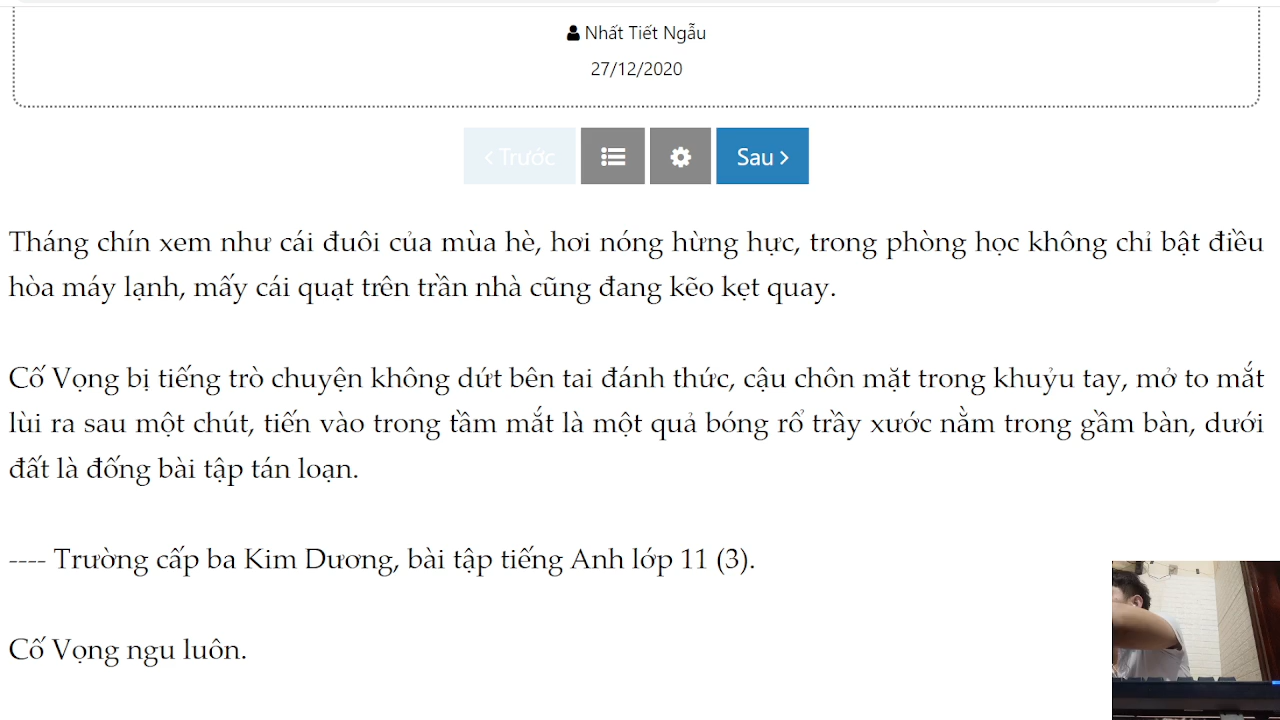 Nhất Tiết Ngẫu
27/12/2020
‹ Trước
Sau ›
Tháng chín xem như cái đuôi của mùa hè, hơi nóng hừng hực, trong phòng học không chỉ bật điều
hòa máy lạnh, mấy cái quạt trên trần nhà cũng đang kẽo kẹt quay.
Cố Vọng bị tiếng trò chuyện không dứt bên tai đánh thức, cậu chôn mặt trong khuỷu tay, mở to mắt
lùi ra sau một chút, tiến vào trong tầm mắt là một quả bóng rổ trầy xước nằm trong gầm bàn, dưới
đất là đống bài tập tán loạn.
---- Trường cấp ba Kim Dương, bài tập tiếng Anh lớp 11 (3).
Cố Vọng ngu luôn.